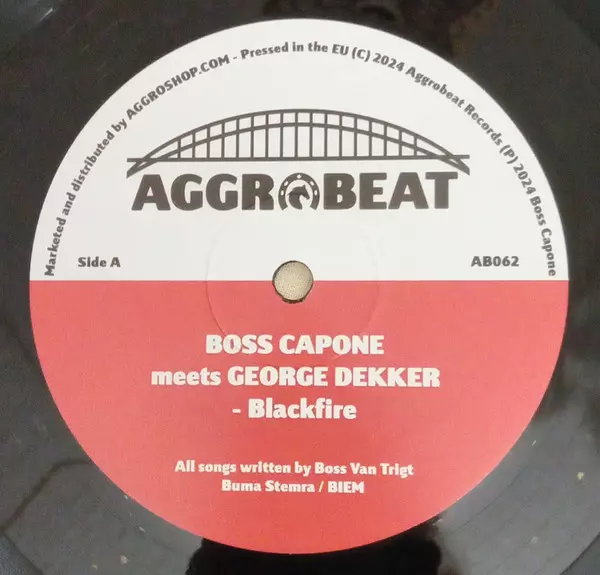 Marketed and distributed by AGGROSHOP.COM - Pressed in the EU (C) 2024 Aggrobeat Records (P) 2024 Boss Capone
AGGROBEAT
Side A
AB062
BOSS CAPONE
meets GEORGE DEKKER
- Blackfire
All songs written by Boss Van Trigt
Buma Stemra / BIEM